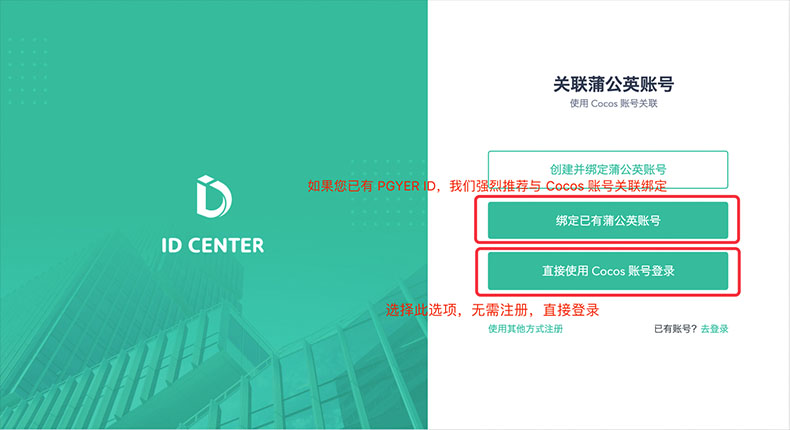 ID CENTER
关联蒲公英账号
使用 Cocos 账号关联
创建并绑定蒲公英账号
如果您已有 PGYER ID，我们强烈推荐与 Cocos 账号关联绑定
绑定已有蒲公英账号
直接使用 Cocos 账号登录
选择此选项，无需注册，直接登录
使用其他方式注册
已有账号？去登录